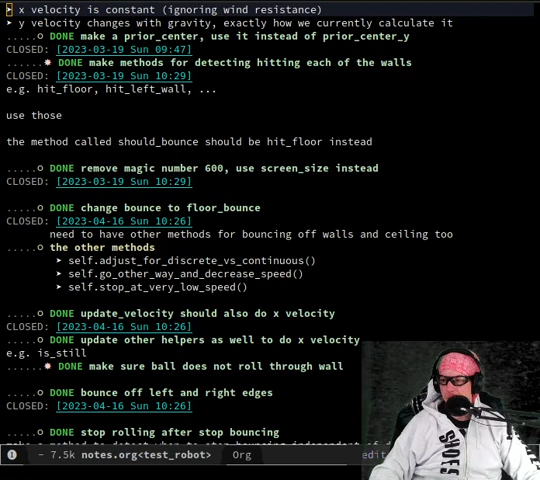 ➤ x velocity is constant (ignoring wind resistance)
➤ y velocity changes with gravity, exactly how we currently calculate it
.....○ DONE make a prior_center, use it instead of prior_center_y
CLOSED: [2023-03-19 Sun 09:47]
......✸ DONE make methods for detecting hitting each of the walls
CLOSED: [2023-03-19 Sun 10:29]
e.g. hit_floor, hit_left_wall, ...
use those
the method called should_bounce should be hit_floor instead
.....○ DONE remove magic number 600, use screen_size instead
CLOSED: [2023-03-19 Sun 10:29]
.....○ DONE change bounce to floor_bounce
CLOSED: [2023-04-16 Sun 10:26]
need to have other methods for bouncing off walls and ceiling too
.....○ the other methods
➤ self.adjust_for_discrete_vs_continuous()
➤ self.go_other_way_and_decrease_speed()
➤ self.stop_at_very_low_speed()
.....○ DONE update_velocity should also do x velocity
CLOSED: [2023-04-16 Sun 10:26]
.....○ DONE update other helpers as well to do x velocity
e.g. is_still
......✸ DONE make sure ball does not roll through wall
.....○ DONE bounce off left and right edges
CLOSED: [2023-04-16 Sun 10:26]
.....○ DONE stop rolling after stop bouncing
- 7.5k notes.org<test_robot> Org edit
SHOES